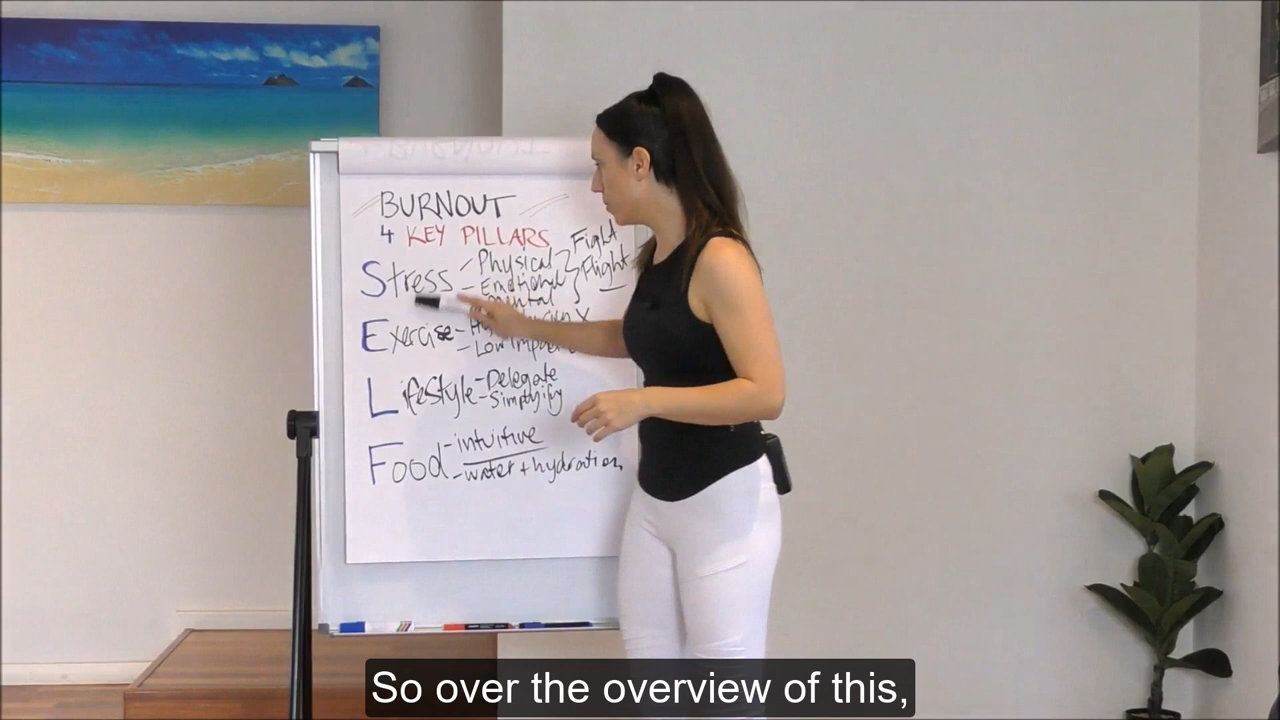 BURNOUT
4 KEY PILLARS
Stress - Physical Fight
- Emotional Flight
- Mental
Exercise - X
- Low
Lifestyle - Delegate
- Simplify
Food - intuitive
- water + hydration
So over the overview of this,